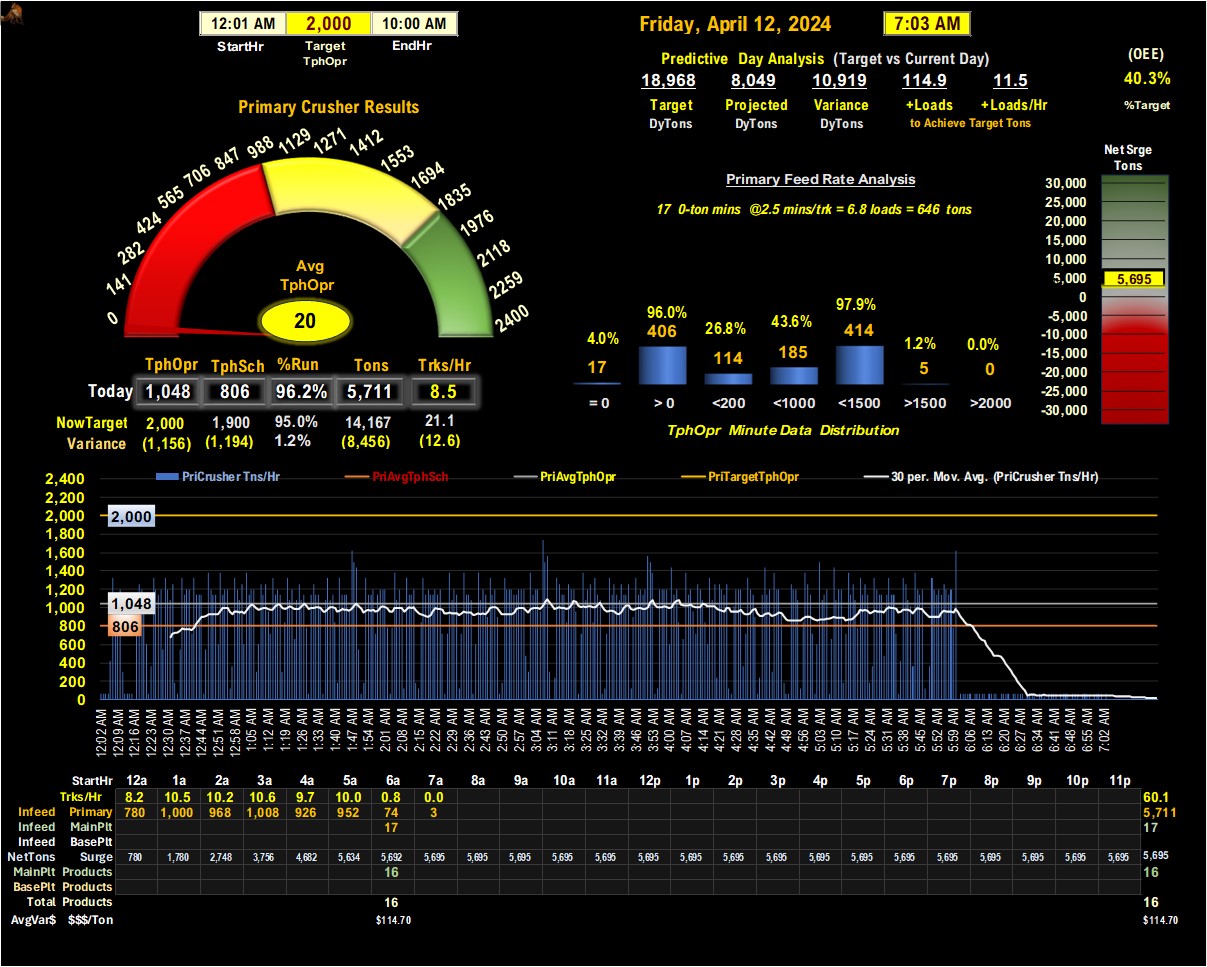 12:01 AM 2,000 10:00 AM
StartHr Target EndHr
TphOpr
Friday, April 12, 2024 7:03 AM
Predictive Day Analysis (Target vs Current Day)
18,968 8,049 10,919 114.9 11.5
Target Projected Variance +Loads +Loads/Hr
DyTons DyTons DyTons to Achieve Target Tons
(OEE)
40.3%
%Target
Primary Crusher Results
0 141 282 424 565 706 847 988 1129 1271 1412 1553 1694 1835 1976 2118 2259 2400
Avg
TphOpr
20
TphOpr TphSch %Run Tons Trks/Hr
Today 1,048 806 96.2% 5,711 8.5
NowTarget 2,000 1,900 95.0% 14,167 21.1
Variance (1,156) (1,194) 1.2% (8,456) (12.6)
Primary Feed Rate Analysis
17 0-ton mins @2.5 mins/trk = 6.8 loads = 646 tons
4.0% 96.0% 26.8% 43.6% 97.9% 1.2% 0.0%
17 406 114 185 414 5 0
= 0 > 0 <200 <1000 <1500 >1500 >2000
TphOpr Minute Data Distribution
Net Srge
Tons
30,000
25,000
20,000
15,000
10,000
5,000 5,695
0
-5,000
-10,000
-15,000
-20,000
-25,000
-30,000
PriCrusher Tns/Hr PriAvgTphSch PriAvgTphOpr PriTargetTphOpr 30 per. Mov. Avg. (PriCrusher Tns/Hr)
2,400
2,200
2,000 2,000
1,800
1,600
1,400
1,200
1,000 1,048
800 806
600
400
200
0
12:02 AM 12:09 AM 12:16 AM 12:23 AM 12:30 AM 12:37 AM 12:44 AM 12:51 AM 12:58 AM 1:05 AM 1:12 AM 1:19 AM 1:26 AM 1:33 AM 1:40 AM 1:47 AM 1:54 AM 2:01 AM 2:08 AM 2:15 AM 2:22 AM 2:29 AM 2:36 AM 2:43 AM 2:50 AM 2:57 AM 3:04 AM 3:11 AM 3:18 AM 3:25 AM 3:32 AM 3:39 AM 3:46 AM 3:53 AM 4:00 AM 4:07 AM 4:14 AM 4:21 AM 4:28 AM 4:35 AM 4:42 AM 4:49 AM 4:56 AM 5:03 AM 5:10 AM 5:17 AM 5:24 AM 5:31 AM 5:38 AM 5:45 AM 5:52 AM 5:59 AM 6:06 AM 6:13 AM 6:20 AM 6:27 AM 6:34 AM 6:41 AM 6:48 AM 6:55 AM 7:02 AM
StartHr 12a 1a 2a 3a 4a 5a 6a 7a 8a 9a 10a 11a 12p 1p 2p 3p 4p 5p 6p 7p 8p 9p 10p 11p
Trks/Hr 8.2 10.5 10.2 10.6 9.7 10.0 0.8 0.0 60.1
Infeed Primary 780 1,000 968 1,008 926 952 74 3 5,711
Infeed MainPlt 17 17
Infeed BasePlt
NetTons Surge 780 1,780 2,748 3,756 4,682 5,634 5,692 5,695 5,695 5,695 5,695 5,695 5,695 5,695 5,695 5,695 5,695 5,695 5,695 5,695 5,695 5,695 5,695 5,695 5,695
MainPlt Products 16 16
BasePlt Products
Total Products 16 16
AvgVar$ $$$/Ton $114.70 $114.70